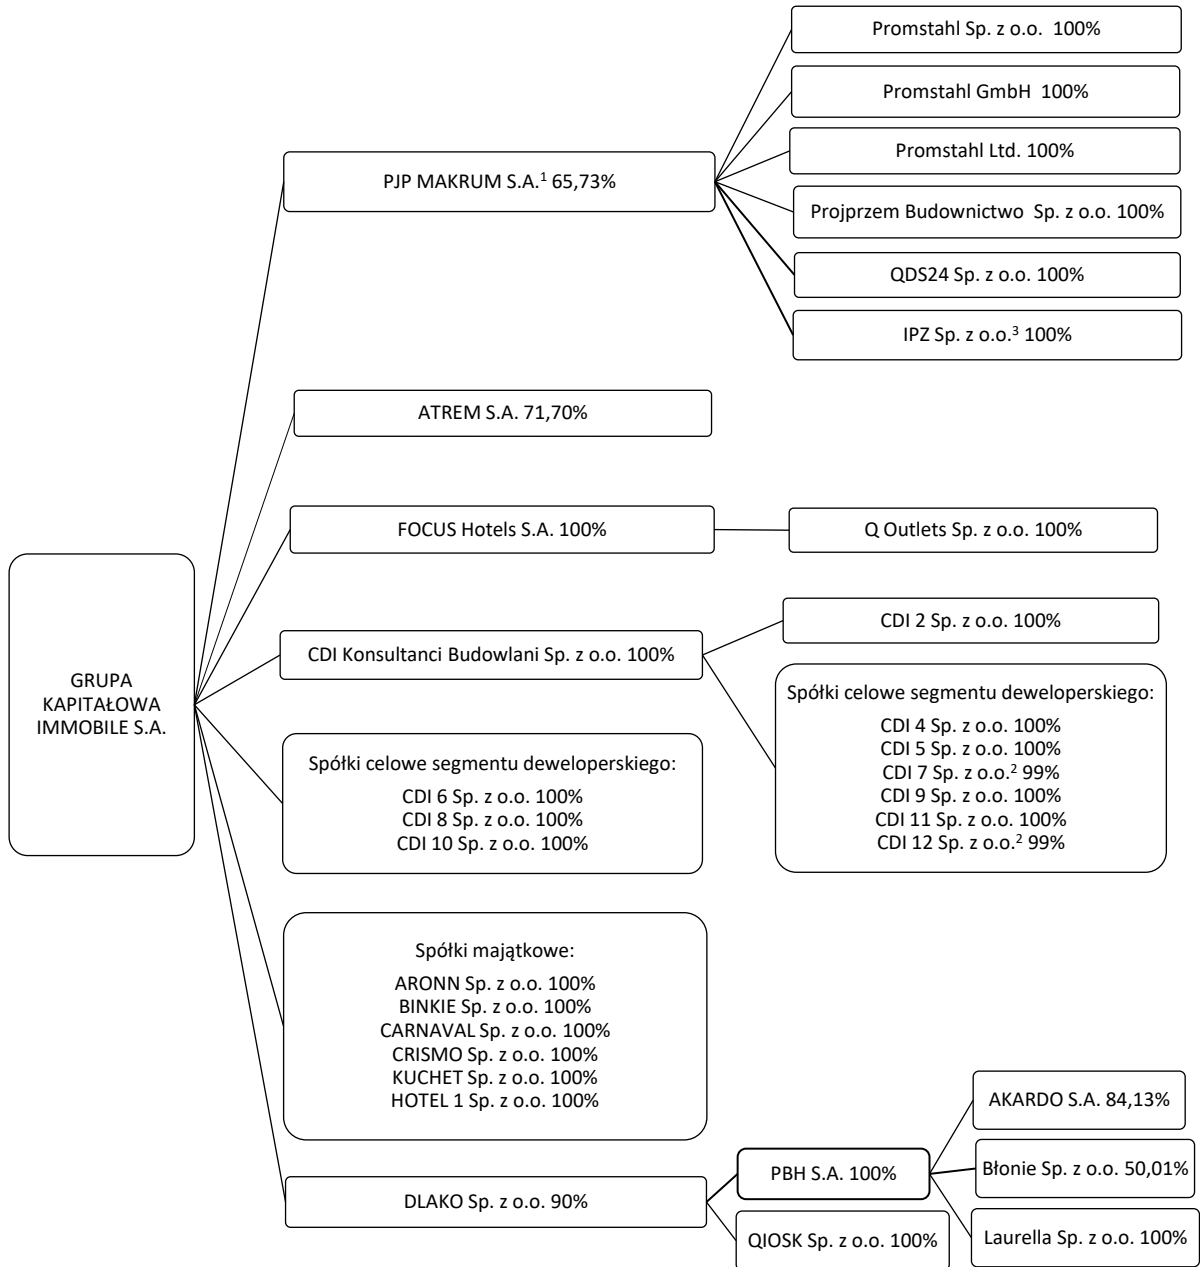 GRUPA
KAPITAŁOWA
IMMOBILE S.A.
PJP MAKRUM S.A.¹ 65,73%
Promstahl Sp. z o.o. 100%
Promstahl GmbH 100%
Promstahl Ltd. 100%
Projprzem Budownictwo Sp. z o.o. 100%
QDS24 Sp. z o.o. 100%
IPZ Sp. z o.o.³ 100%
ATREM S.A. 71,70%
FOCUS Hotels S.A. 100%
Q Outlets Sp. z o.o. 100%
CDI Konsultanci Budowlani Sp. z o.o. 100%
CDI 2 Sp. z o.o. 100%
Spółki celowe segmentu deweloperskiego:
CDI 4 Sp. z o.o. 100%
CDI 5 Sp. z o.o. 100%
CDI 7 Sp. z o.o.² 99%
CDI 9 Sp. z o.o. 100%
CDI 11 Sp. z o.o. 100%
CDI 12 Sp. z o.o.² 99%
Spółki celowe segmentu deweloperskiego:
CDI 6 Sp. z o.o. 100%
CDI 8 Sp. z o.o. 100%
CDI 10 Sp. z o.o. 100%
Spółki majątkowe:
ARONN Sp. z o.o. 100%
BINKIE Sp. z o.o. 100%
CARNAVAL Sp. z o.o. 100%
CRISMO Sp. z o.o. 100%
KUCHET Sp. z o.o. 100%
HOTEL 1 Sp. z o.o. 100%
DLAKO Sp. z o.o. 90%
PBH S.A. 100%
AKARDO S.A. 84,13%
Błonie Sp. z o.o. 50,01%
Laurella Sp. z o.o. 100%
QIOSK Sp. z o.o. 100%